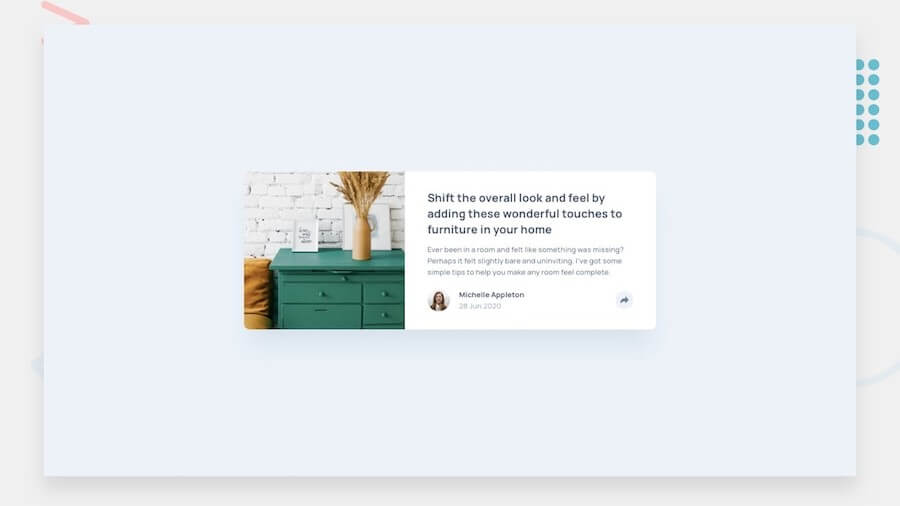 Shift the overall look and feel by
adding these wonderful touches to
furniture in your home
Ever been in a room and felt like something was missing?
Perhaps it felt slightly bare and uninviting. I've got some
simple tips to help you make any room feel complete.
Michelle Appleton
28 Jun 2020